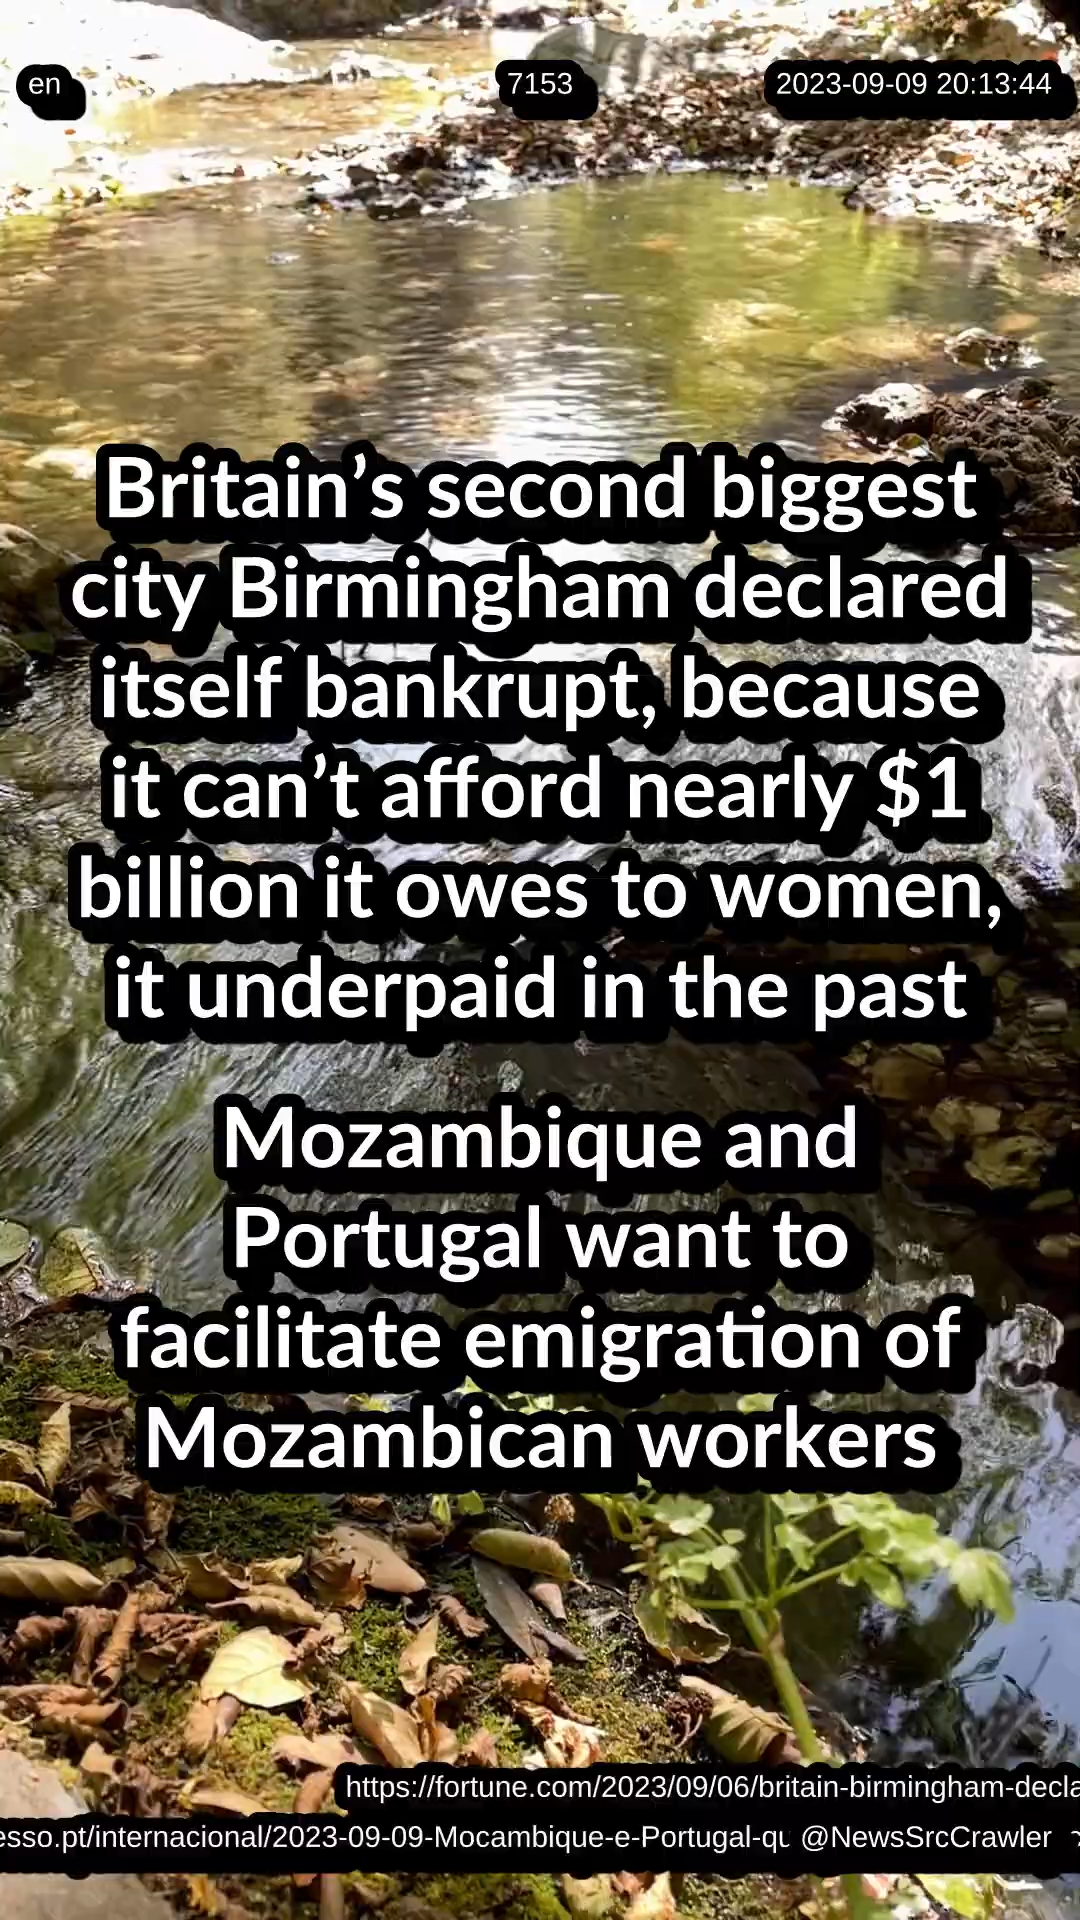 en 7153 2023-09-09 20:13:44
Britain’s second biggest
city Birmingham declared
itself bankrupt, because
it can’t afford nearly $1
billion it owes to women,
it underpaid in the past
Mozambique and
Portugal want to
facilitate emigration of
Mozambican workers
https://fortune.com/2023/09/06/britain-birmingham-decla
esso.pt/internacional/2023-09-09-Mocambique-e-Portugal-qu @NewsSrcCrawler